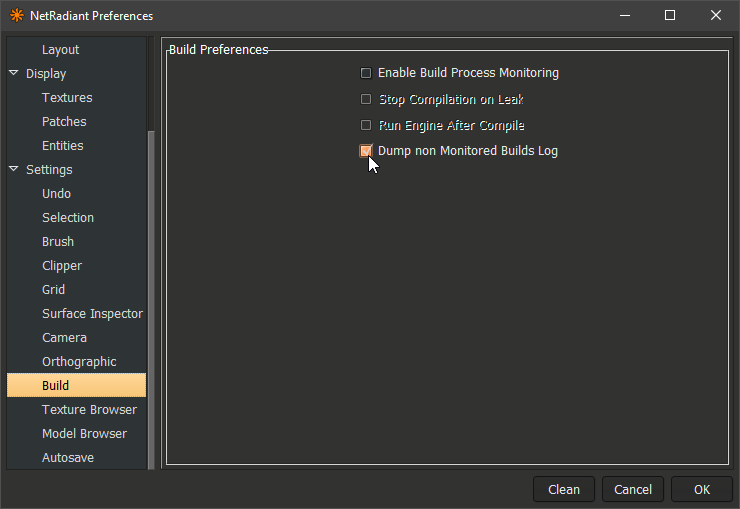 NetRadiant Preferences
Layout
Display
Textures
Patches
Entities
Settings
Undo
Selection
Brush
Clipper
Grid
Surface Inspector
Camera
Orthographic
Build
Texture Browser
Model Browser
Autosave
Build Preferences
Enable Build Process Monitoring
Stop Compilation on Leak
Run Engine After Compile
Dump non Monitored Builds Log
Clean
Cancel
OK